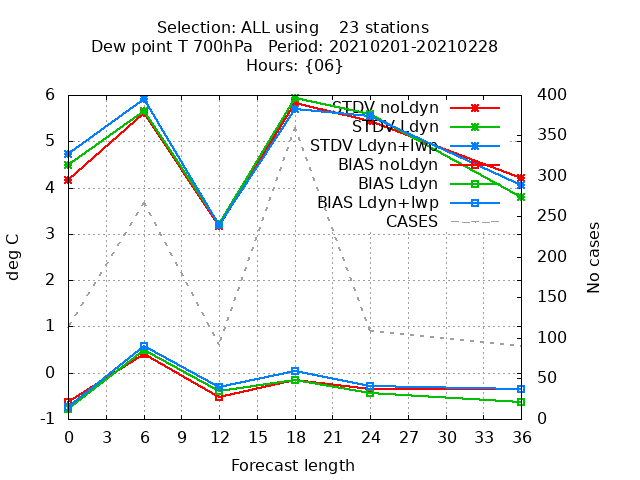 Selection: ALL using 23 stations
Dew point T 700hPa Period: 20210201-20210228
Hours: {06}
6 400
STDV noLdyn
STDV Ldyn
5 350
STDV Ldyn+lwp
BIAS noLdyn
4 300
BIAS Ldyn
BIAS Ldyn+lwp
CASES
3 250
deg C
No cases
2 200
150
1 100
0 50
-1 0
0 3 6 9 12 15 18 21 24 27 30 33 36
Forecast length